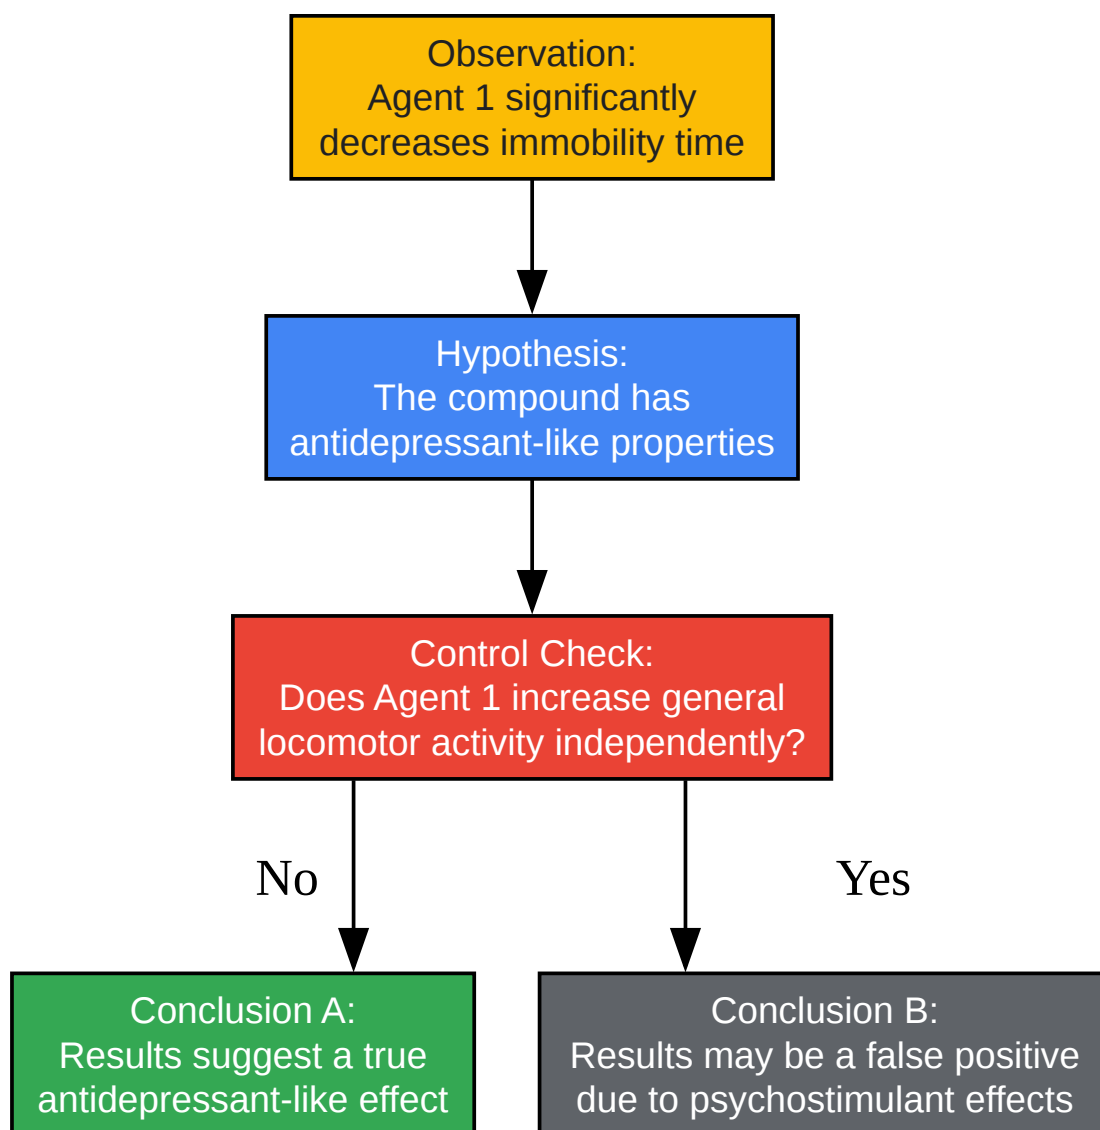 Observation:
Agent 1 significantly
decreases immobility time
Hypothesis:
The compound has
antidepressant-like properties
Control Check:
Does Agent 1 increase general
locomotor activity independently?
No
Yes
Conclusion A:
Results suggest a true
antidepressant-like effect
Conclusion B:
Results may be a false positive
due to psychostimulant effects